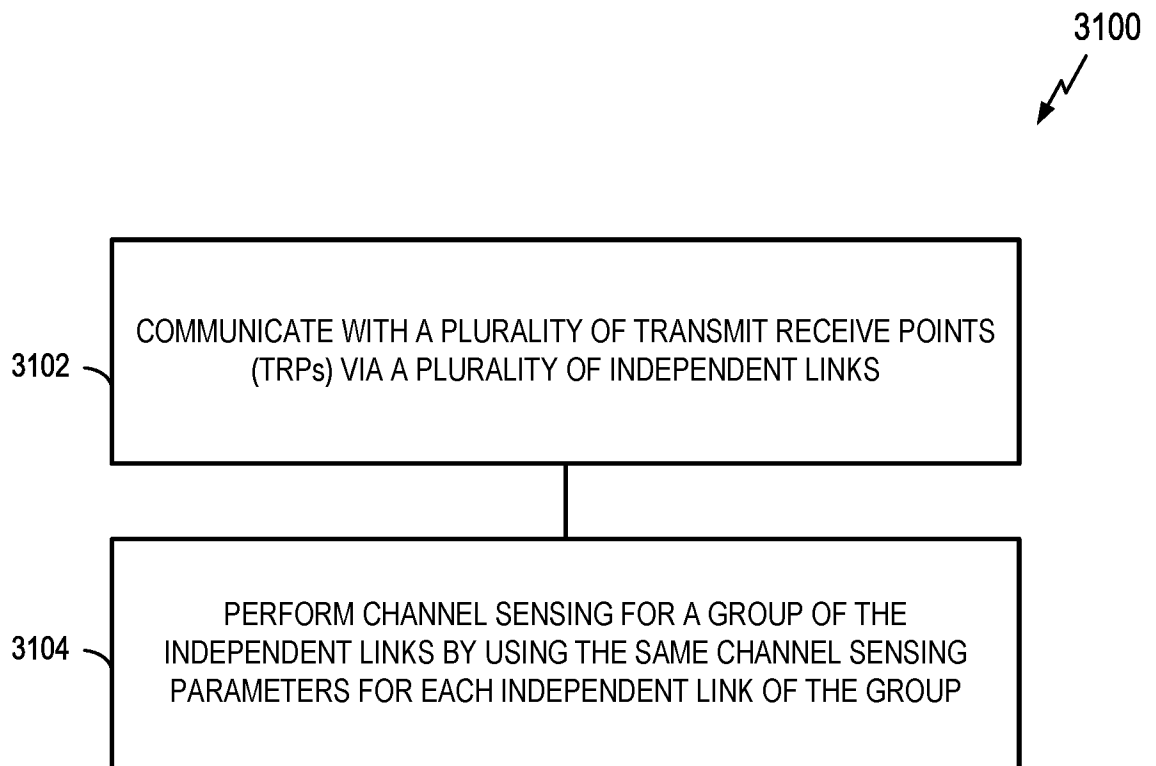 3100
COMMUNICATE WITH A PLURALITY OF TRANSMIT RECEIVE POINTS
(TRPs) VIA A PLURALITY OF INDEPENDENT LINKS
3102
PERFORM CHANNEL SENSING FOR A GROUP OF THE
INDEPENDENT LINKS BY USING THE SAME CHANNEL SENSING
PARAMETERS FOR EACH INDEPENDENT LINK OF THE GROUP
3104